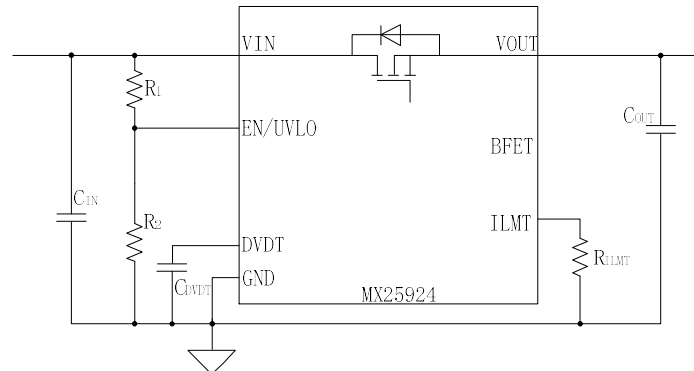 VIN
VOUT
R1
EN/UVLO
COUT
BFET
CIN
R2
ILMT
DVDT
RILMT
CDVDT
GND
MX25924